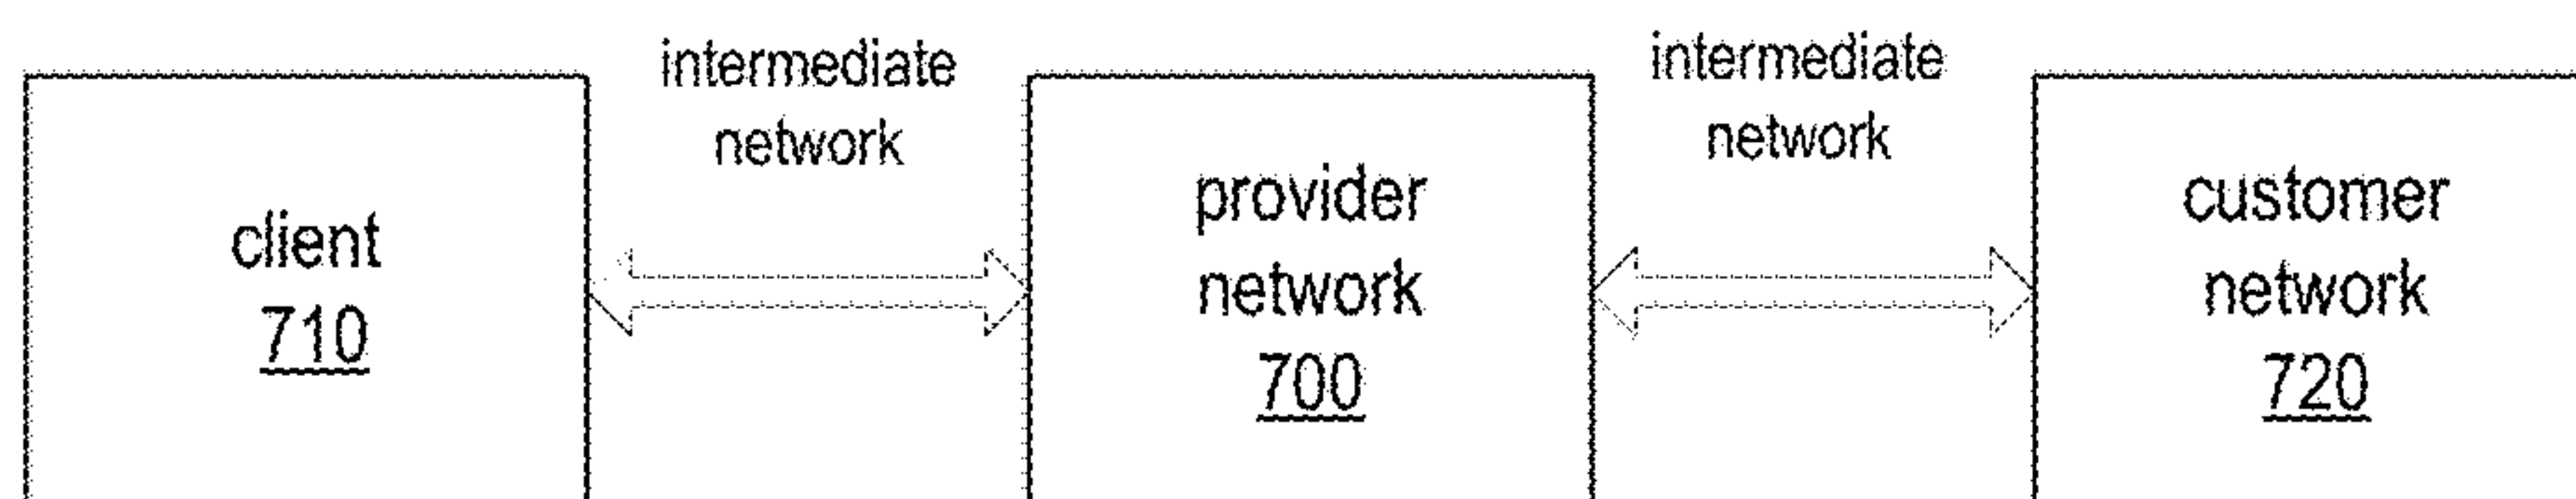 client
710
intermediate
network
provider
network
700
intermediate
network
customer
network
720